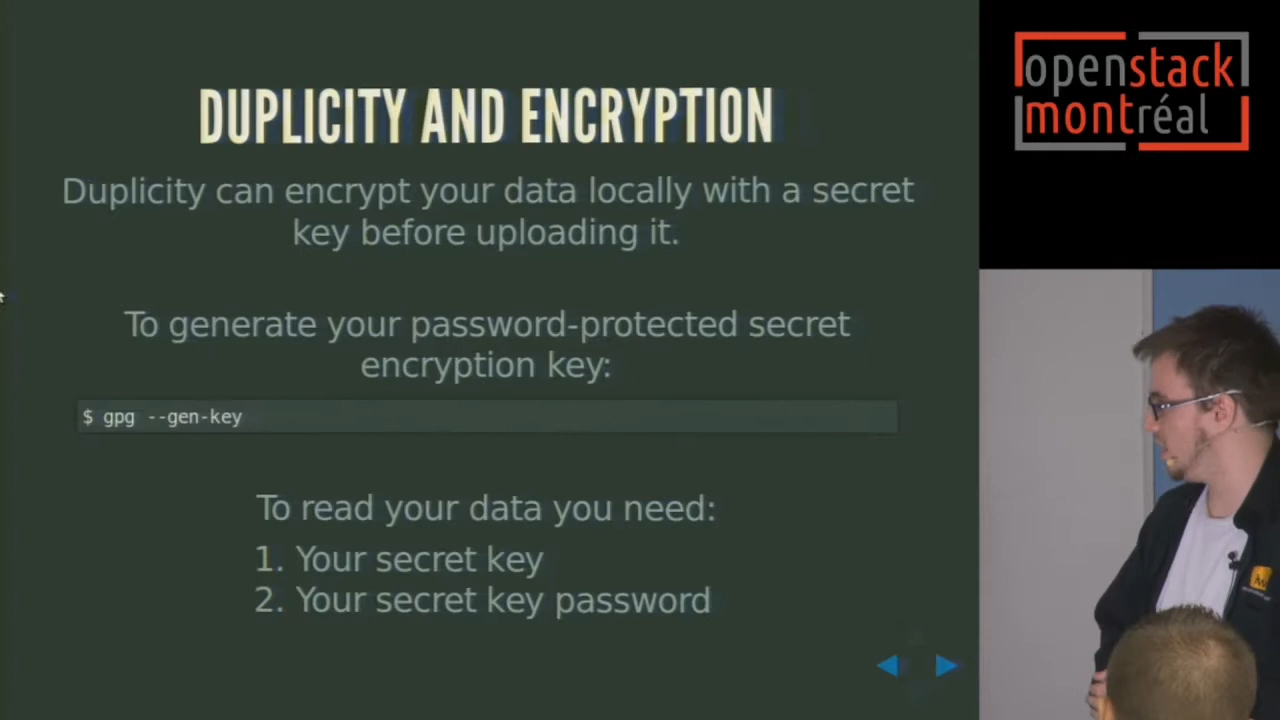 DUPLICITY AND ENCRYPTION
Duplicity can encrypt your data locally with a secret
key before uploading it.
To generate your password-protected secret
encryption key:
$ gpg --gen-key
To read your data you need:
1. Your secret key
2. Your secret key password
openstack
montréal